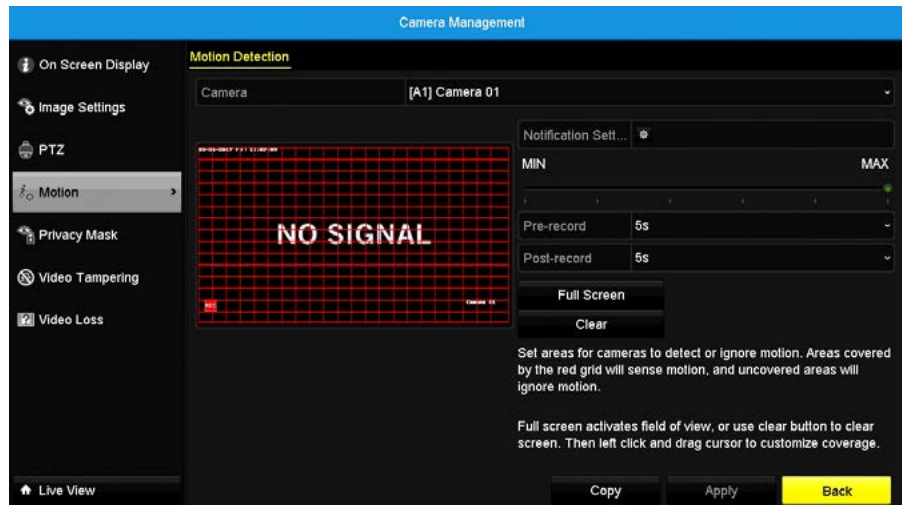 Camera Management
On Screen Display
Image Settings
PTZ
Motion
Privacy Mask
Video Tampering
Video Loss
Live View
Motion Detection
Camera [A1] Camera 01
NO SIGNAL
REC
Camera 01
Notification Sett...
MIN MAX
Pre-record 5s
Post-record 5s
Full Screen
Clear
Set areas for cameras to detect or ignore motion. Areas covered
by the red grid will sense motion, and uncovered areas will
ignore motion.
Full screen activates field of view, or use clear button to clear
screen. Then left click and drag cursor to customize coverage.
Copy Apply Back